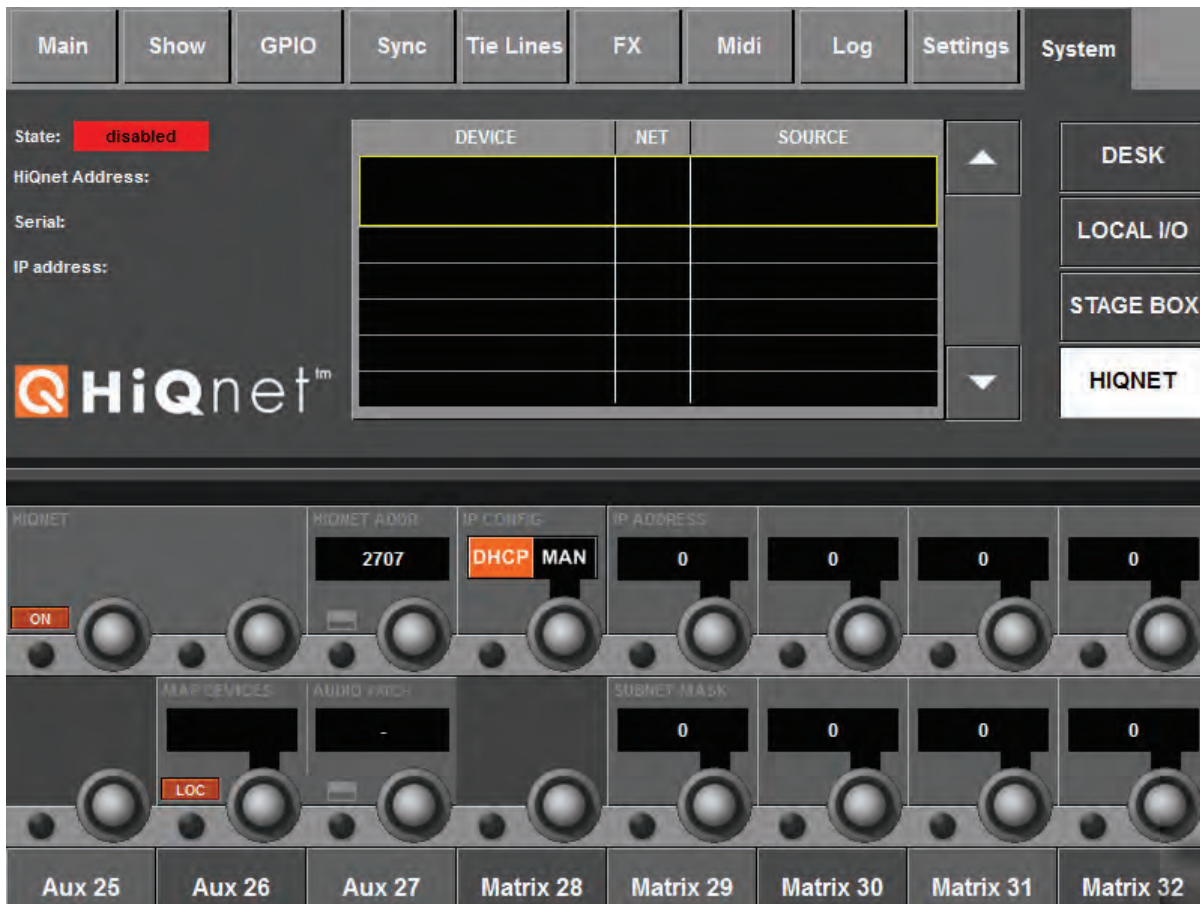 Main Show GPIO Sync Tie Lines FX Midi Log Settings System
State: disabled
HiQnet Address:
Serial:
IP address:
DEVICE NET SOURCE
DESK
LOCAL I/O
STAGE BOX
HIQNET
HiQnet™
HIQNET HIQNET ADDR IP CONFIG IP ADDRESS
2707 DHCP MAN 0 0 0 0
ON
MAP DEVICES AUDIO PATCH SUBNET MASK
- 0 0 0 0
LOC
Aux 25 Aux 26 Aux 27 Matrix 28 Matrix 29 Matrix 30 Matrix 31 Matrix 32